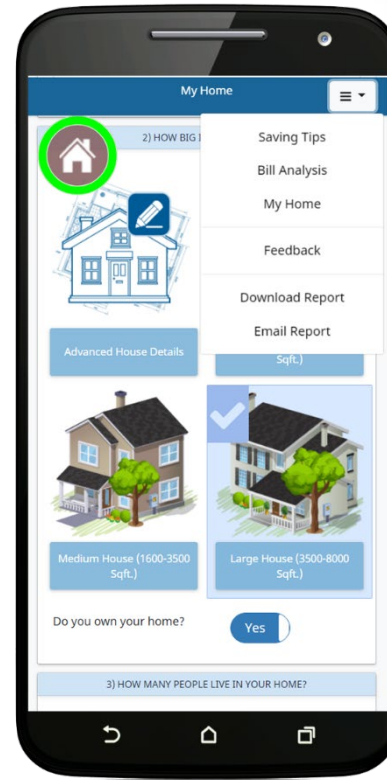 My Home
2) HOW BIG
Saving Tips
Bill Analysis
My Home
Feedback
Download Report
Email Report
Advanced House Details
Sqft.)
Medium House (1600-3500
Sqft.)
Large House (3500-8000
Sqft.)
Do you own your home?
Yes
3) HOW MANY PEOPLE LIVE IN YOUR HOME?